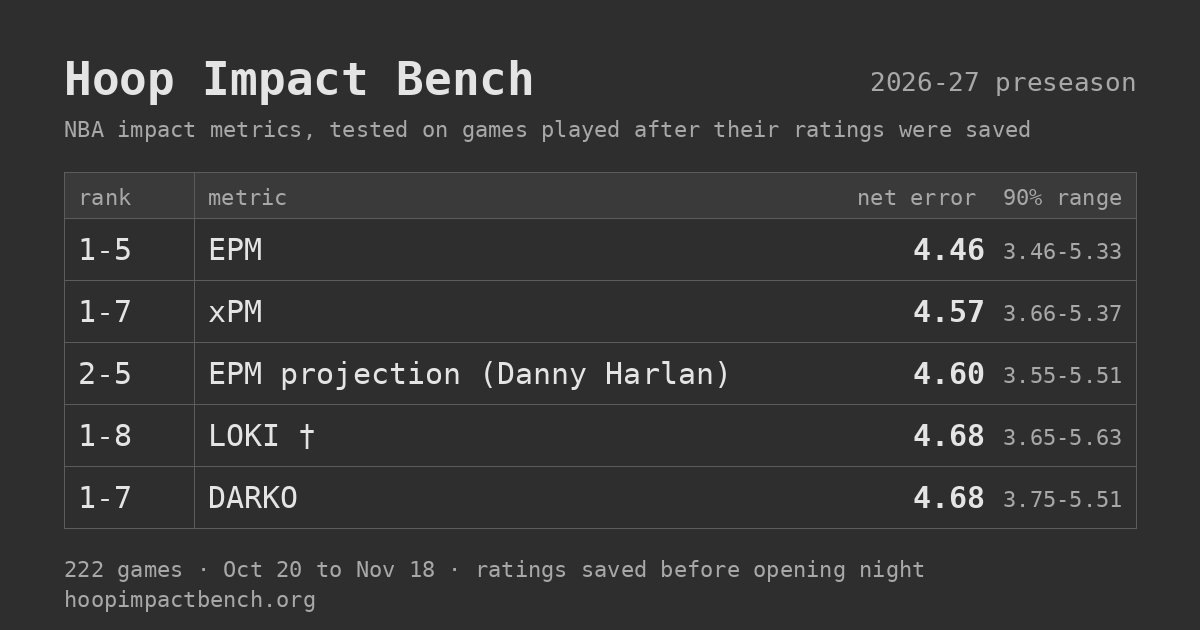 Hoop Impact Bench 2026-27 preseason
NBA impact metrics, tested on games played after their ratings were saved
rank metric net error 90% range
1-5 EPM 4.46 3.46-5.33
1-7 xPM 4.57 3.66-5.37
2-5 EPM projection (Danny Harlan) 4.60 3.55-5.51
1-8 LOKI † 4.68 3.65-5.63
1-7 DARKO 4.68 3.75-5.51
222 games · Oct 20 to Nov 18 · ratings saved before opening night
hoopimpactbench.org